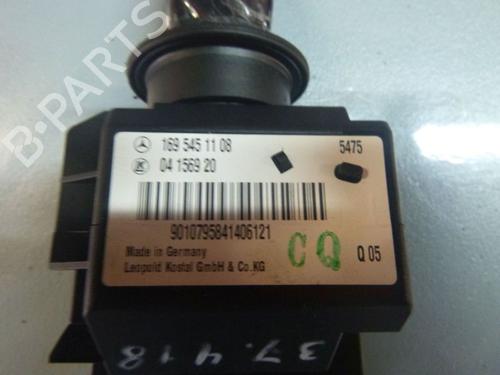 B-PARTS
169 545 11 08 5475
04 1569 20
9010795841406121
Made in Germany
Leopold Kostal GmbH & Co.KG
CQ
Q 05
37.418